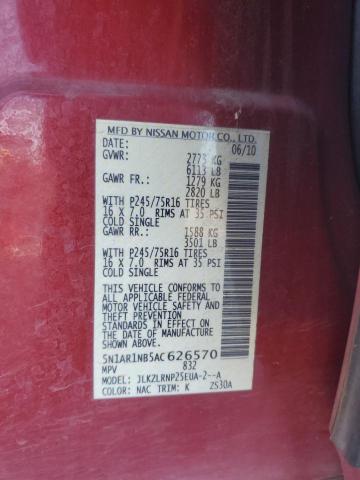 MFD BY NISSAN MOTOR CO., LTD.
DATE: 06/10
GVWR: 2773 KG
6113 LB
GAWR FR.: 1279 KG
2820 LB
WITH P245/75R16 TIRES
16 X 7.0 RIMS AT 35 PSI
COLD SINGLE
GAWR RR.: 1588 KG
3501 LB
WITH P245/75R16 TIRES
16 X 7.0 RIMS AT 35 PSI
COLD SINGLE
THIS VEHICLE CONFORMS TO
ALL APPLICABLE FEDERAL
MOTOR VEHICLE SAFETY
STANDARDS IN EFFECT ON
THE DATE OF MANUFACTURE
SHOWN ABOVE.
5N1AR1NB5AC626570
MPV 832
MODEL: JLKZLRNP25EUA-2--A
COLOR: NAC TRIM: K ZS30A